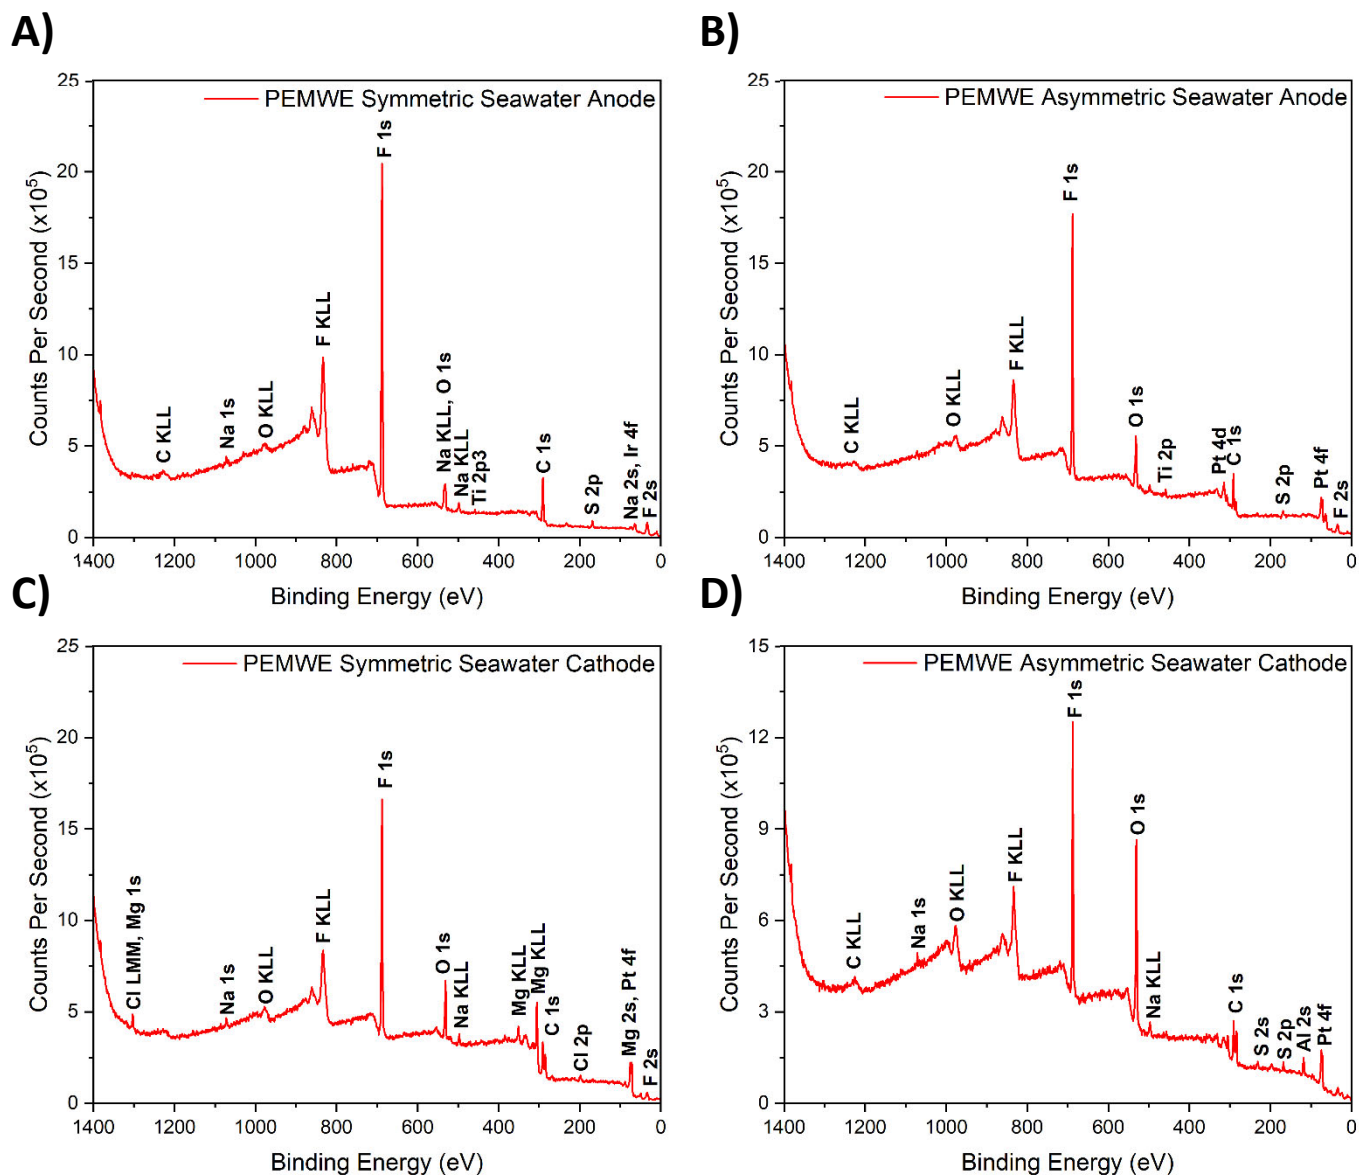 A)
PEMWE Symmetric Seawater Anode
Counts Per Second (x10⁵)
25
20
15
10
5
0
C KLL
Na 1s
O KLL
F KLL
F 1s
Na KLL, O 1s
Na KLL
Ti 2p3
C 1s
S 2p
Na 2s, Ir 4f
F 2s
1400 1200 1000 800 600 400 200 0
Binding Energy (eV)
B)
PEMWE Asymmetric Seawater Anode
Counts Per Second (x10⁵)
25
20
15
10
5
0
C KLL
O KLL
F KLL
F 1s
O 1s
Ti 2p
Pt 4d
C 1s
S 2p
Pt 4f
F 2s
1400 1200 1000 800 600 400 200 0
Binding Energy (eV)
C)
PEMWE Symmetric Seawater Cathode
Counts Per Second (x10⁵)
25
20
15
10
5
0
Cl LMM, Mg 1s
Na 1s
O KLL
F KLL
F 1s
O 1s
Na KLL
Mg KLL
Mg KLL
C 1s
Cl 2p
Mg 2s, Pt 4f
F 2s
1400 1200 1000 800 600 400 200 0
Binding Energy (eV)
D)
PEMWE Asymmetric Seawater Cathode
Counts Per Second (x10⁵)
15
12
9
6
3
0
C KLL
Na 1s
O KLL
F KLL
F 1s
O 1s
Na KLL
C 1s
S 2s
S 2p
Al 2s
Pt 4f
1400 1200 1000 800 600 400 200 0
Binding Energy (eV)